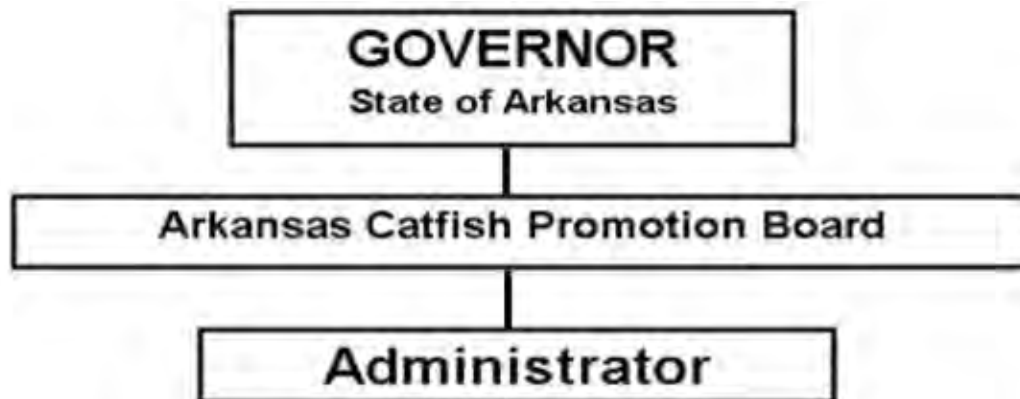 GOVERNOR
State of Arkansas
Arkansas Catfish Promotion Board
Administrator